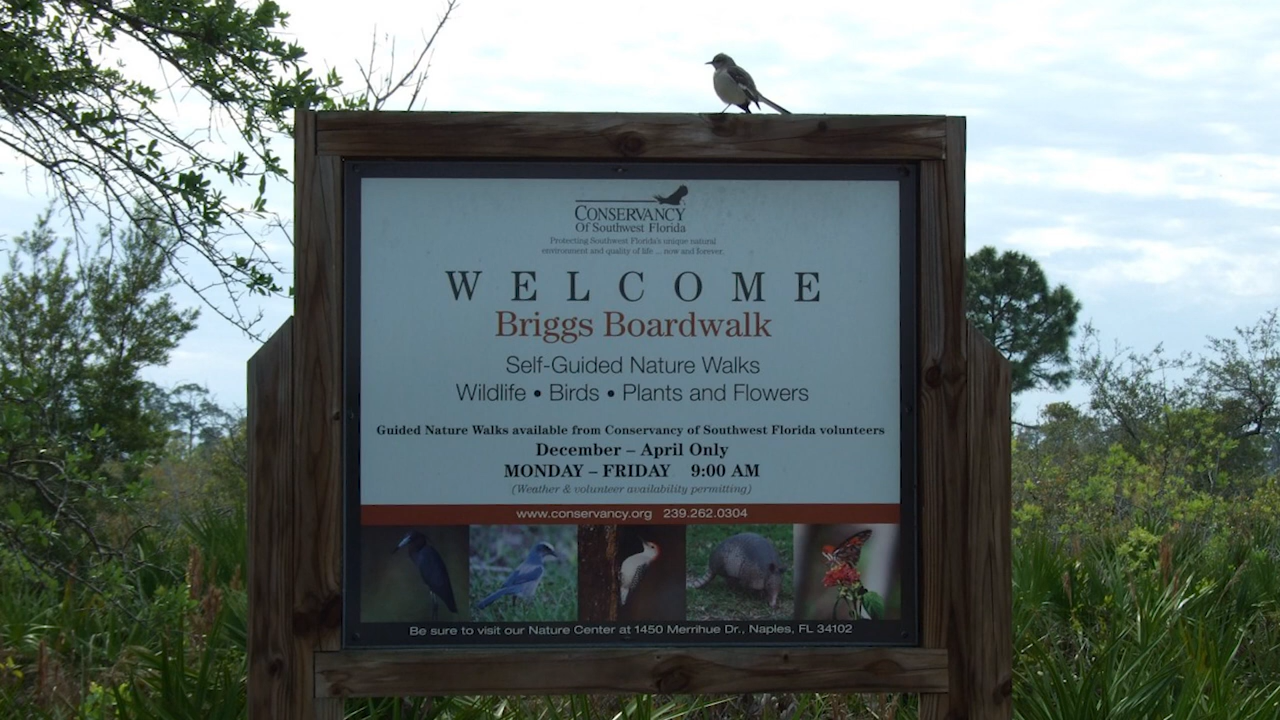 CONSERVANCY
Of Southwest Florida
Protecting Southwest Florida's unique natural
environment and quality of life ... now and forever.
WELCOME
Briggs Boardwalk
Self-Guided Nature Walks
Wildlife • Birds • Plants and Flowers
Guided Nature Walks available from Conservancy of Southwest Florida volunteers
December – April Only
MONDAY – FRIDAY 9:00 AM
(Weather & volunteer availability permitting)
www.conservancy.org 239.262.0304
Be sure to visit our Nature Center at 1450 Merrihue Dr., Naples, FL 34102